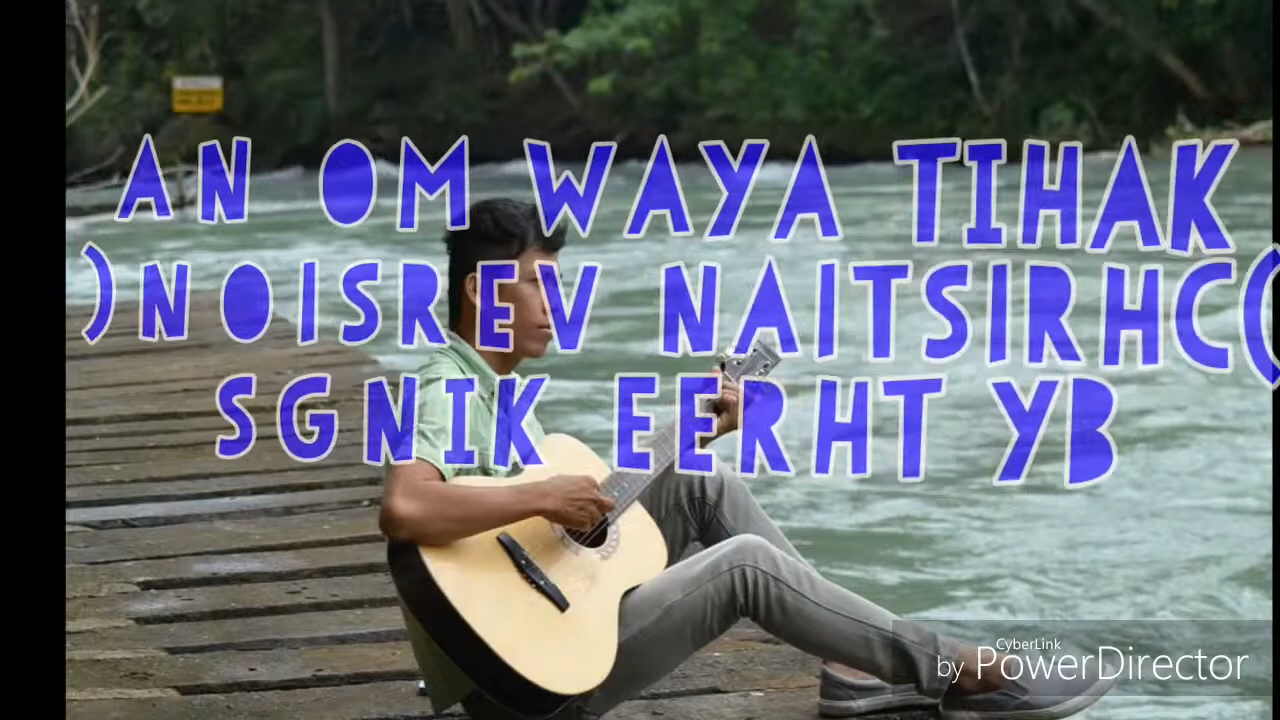 AN OM WAYA TIHAK
)NOISREV NAITSIRHC(
SGNIK EERHT YB
CyberLink
by PowerDirector